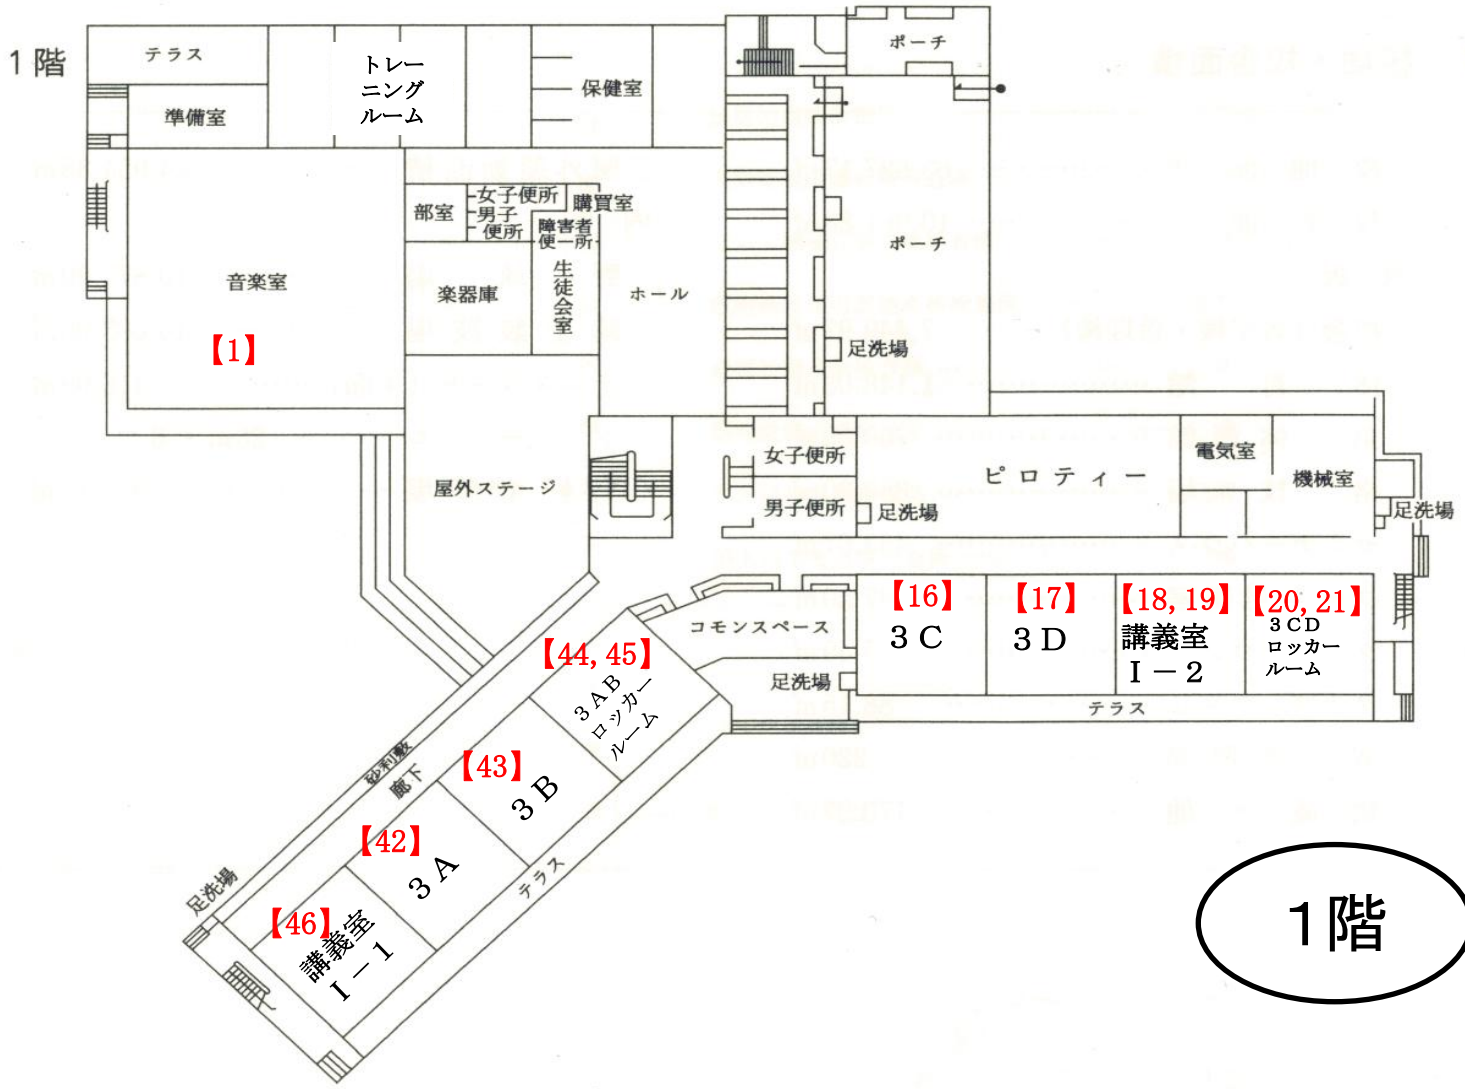 1階
テラス
準備室
トレー
ニング
ルーム
保健室
ポーチ
部室
女子便所
男子
便所
購買室
障害者
便所
音楽室
【1】
楽器庫
生徒会室
ホール
ポーチ
足洗場
屋外ステージ
女子便所
男子便所
足洗場
ピロティー
電気室
機械室
足洗場
コモンスペース
足洗場
【16】
3C
【17】
3D
【18, 19】
講義室
I－2
【20, 21】
3CD
ロッカー
ルーム
テラス
【44, 45】
3AB
ロッカー
ルーム
【43】
3B
【42】
3A
【46】
講義室
I－1
砂利敷
廊下
テラス
足洗場
1階